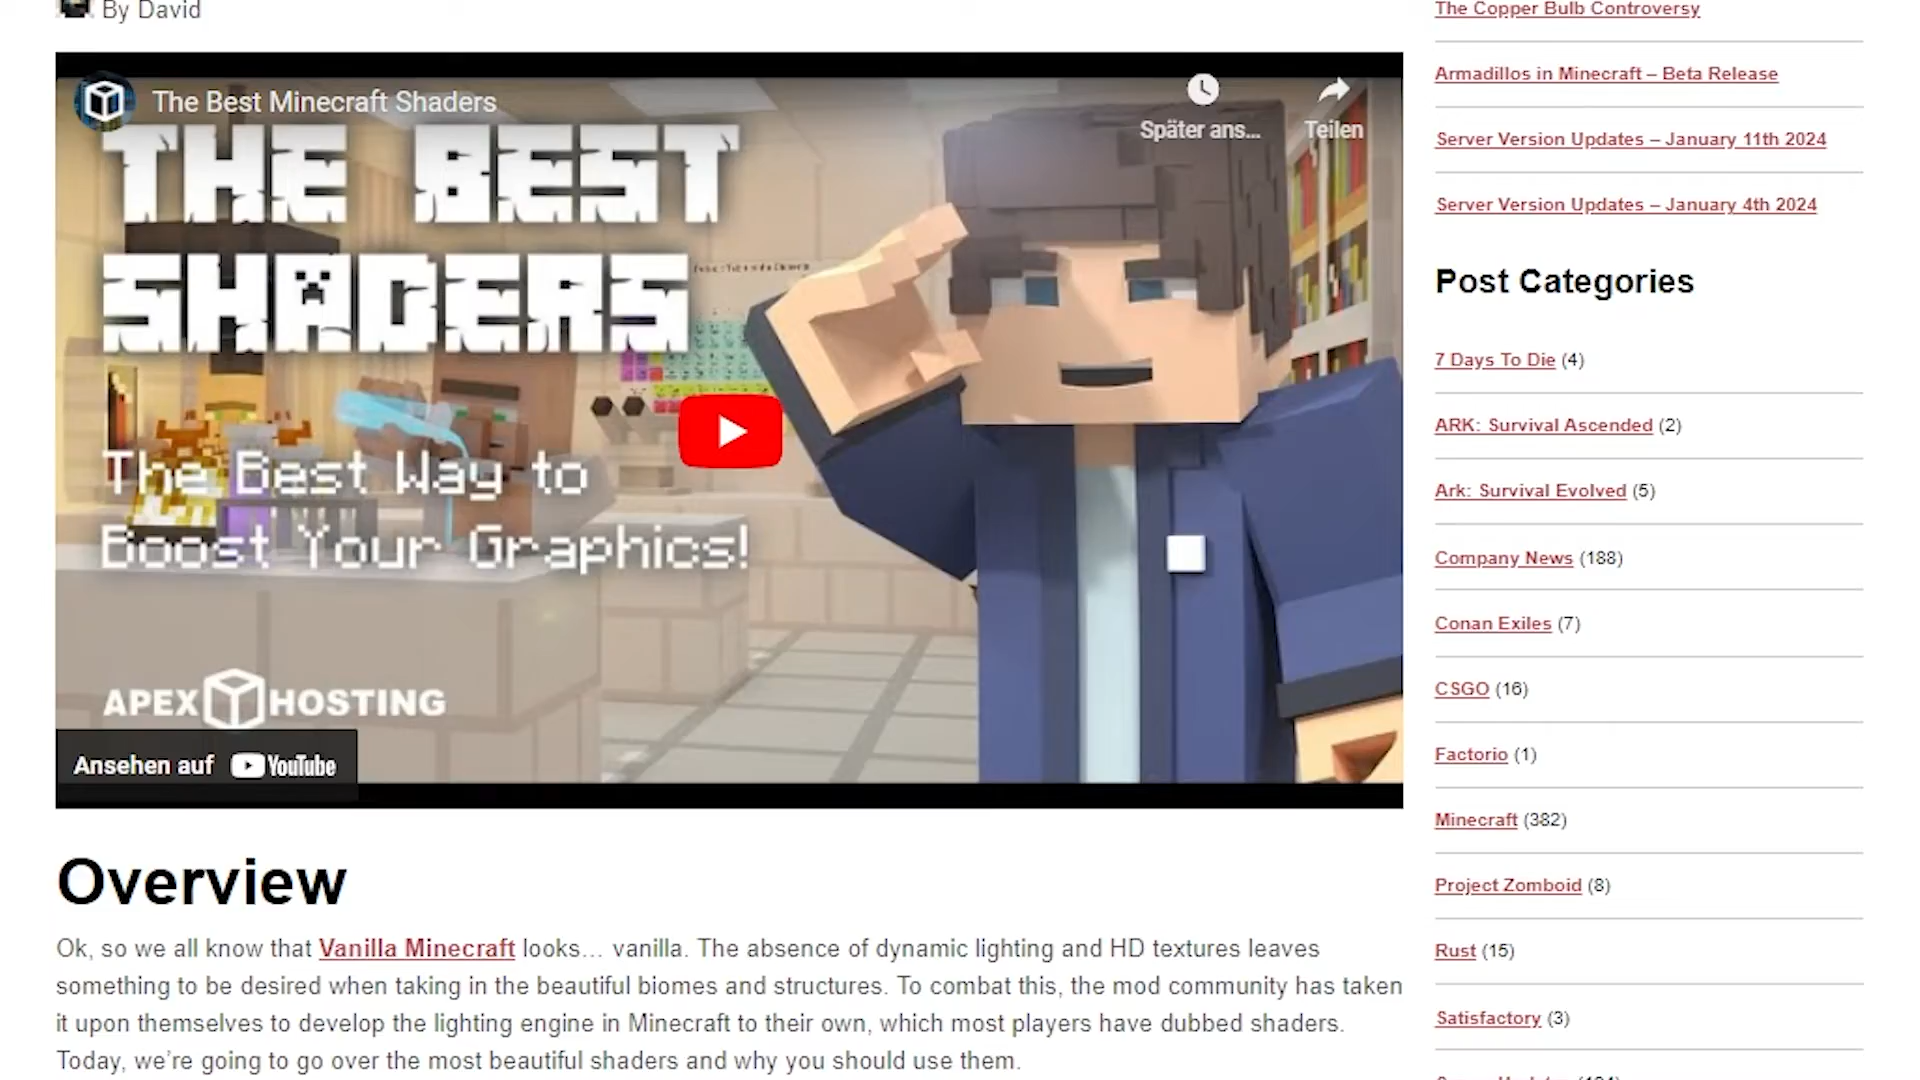 By David
The Best Minecraft Shaders
Später ans...
Teilen
THE BEST
SHADERS
The Best Way to
Boost Your Graphics!
APEX HOSTING
Ansehen auf YouTube
Overview
Ok, so we all know that Vanilla Minecraft looks… vanilla. The absence of dynamic lighting and HD textures leaves
something to be desired when taking in the beautiful biomes and structures. To combat this, the mod community has taken
it upon themselves to develop the lighting engine in Minecraft to their own, which most players have dubbed shaders.
Today, we’re going to go over the most beautiful shaders and why you should use them.
The Copper Bulb Controversy
Armadillos in Minecraft – Beta Release
Server Version Updates – January 11th 2024
Server Version Updates – January 4th 2024
Post Categories
7 Days To Die (4)
ARK: Survival Ascended (2)
Ark: Survival Evolved (5)
Company News (188)
Conan Exiles (7)
CSGO (16)
Factorio (1)
Minecraft (382)
Project Zomboid (8)
Rust (15)
Satisfactory (3)